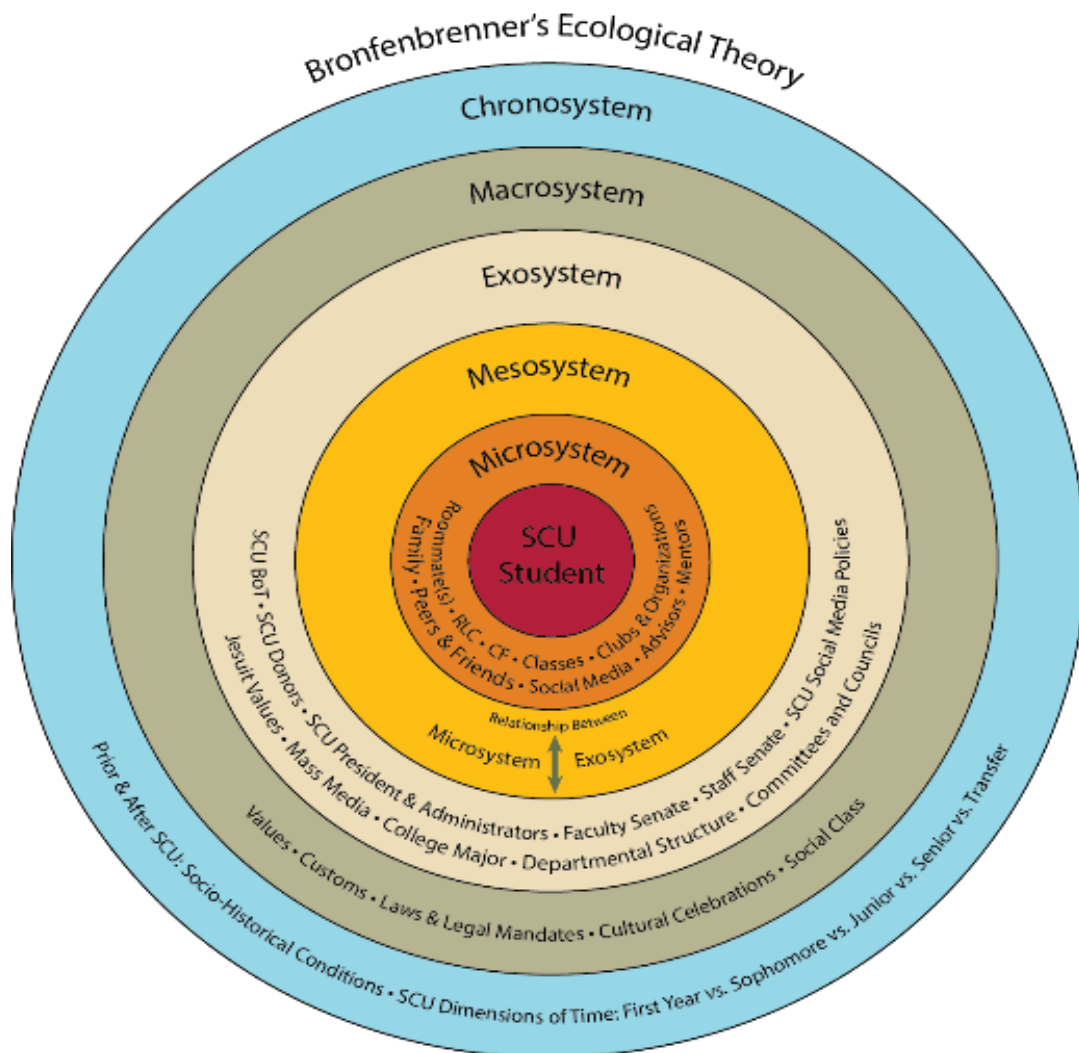 Bronfenbrenner's Ecological Theory
Chronosystem
Macrosystem
Exosystem
Mesosystem
Microsystem
SCU
Student
Roommate(s) • RLC • CF • Classes • Clubs & Organizations
Family • Peers & Friends • Social Media • Advisors • Mentors
Relationship Between
Microsystem Exosystem
SCU BoT • SCU Donors • SCU President & Administrators • Faculty Senate • Staff Senate • SCU Social Media Policies
Jesuit Values • Mass Media • College Major • Departmental Structure • Committees and Councils
Values • Customs • Laws & Legal Mandates • Cultural Celebrations • Social Class
Prior & After SCU: Socio-Historical Conditions • SCU Dimensions of Time: First Year vs. Sophomore vs. Junior vs. Senior vs. Transfer